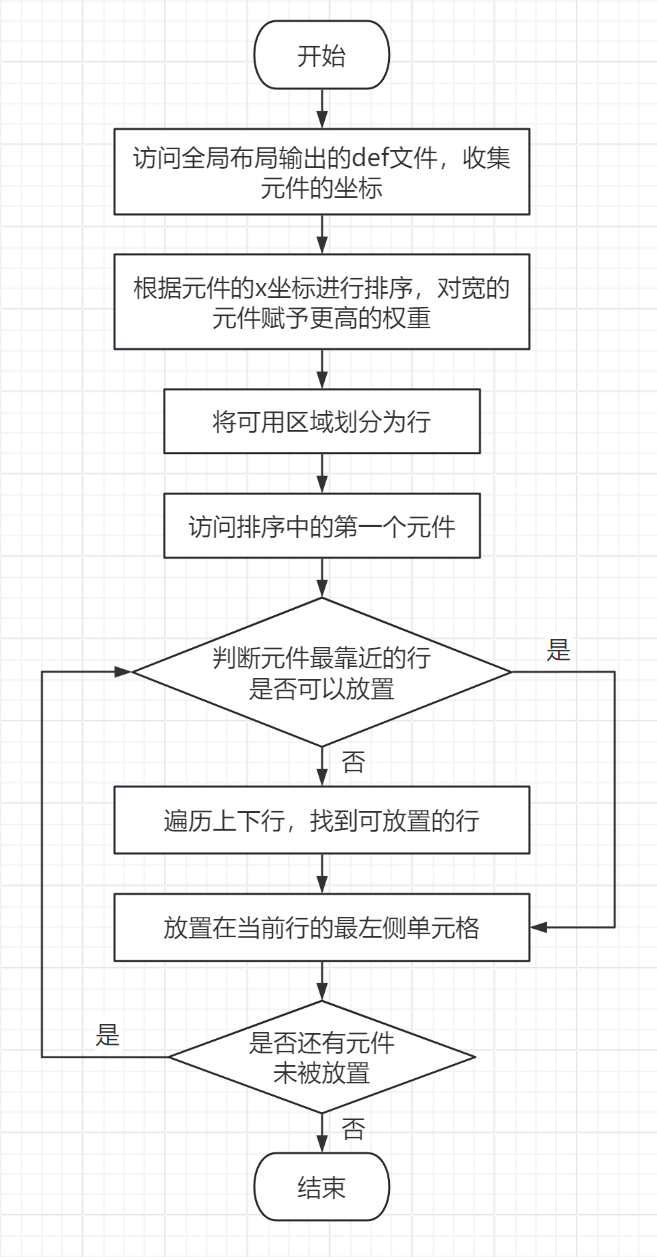 开始
访问全局布局输出的def文件，收集
元件的坐标
根据元件的x坐标进行排序，对宽的
元件赋予更高的权重
将可用区域划分为行
访问排序中的第一个元件
判断元件最靠近的行
是否可以放置
是
否
遍历上下行，找到可放置的行
放置在当前行的最左侧单元格
是否还有元件
未被放置
是
否
结束